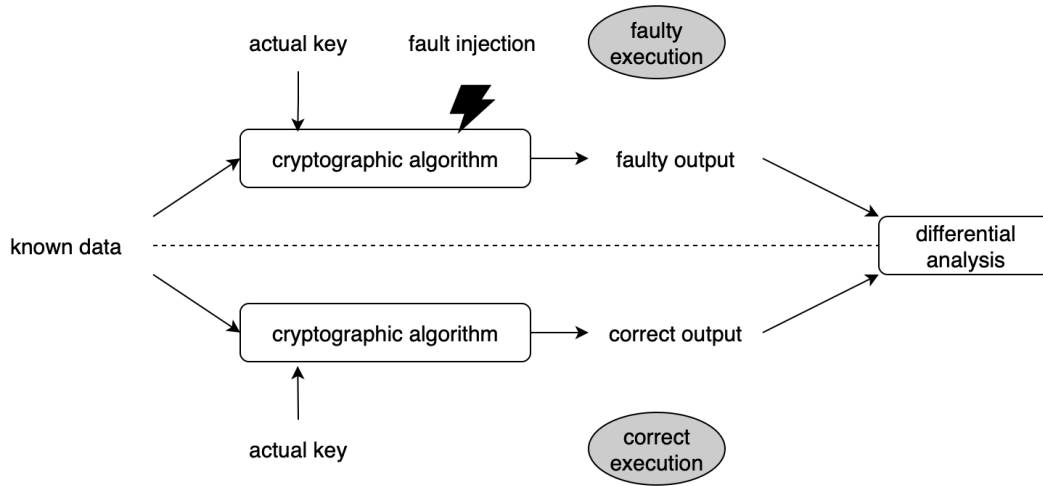 actual key
fault injection
faulty
execution
cryptographic algorithm
faulty output
known data
differential
analysis
cryptographic algorithm
correct output
actual key
correct
execution